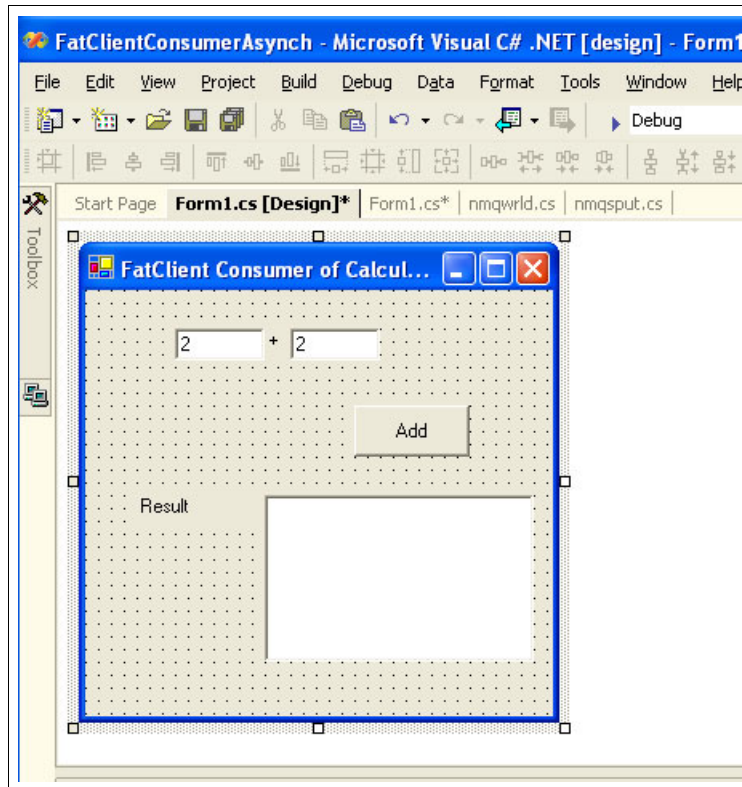 FatClientConsumerAsynch - Microsoft Visual C# .NET [design] - Form1
File Edit View Project Build Debug Data Format Tools Window Help
Debug
Start Page Form1.cs [Design]* Form1.cs* nmqwrld.cs nmqsput.cs
Toolbox
FatClient Consumer of Calcul...
2 + 2
Add
Result